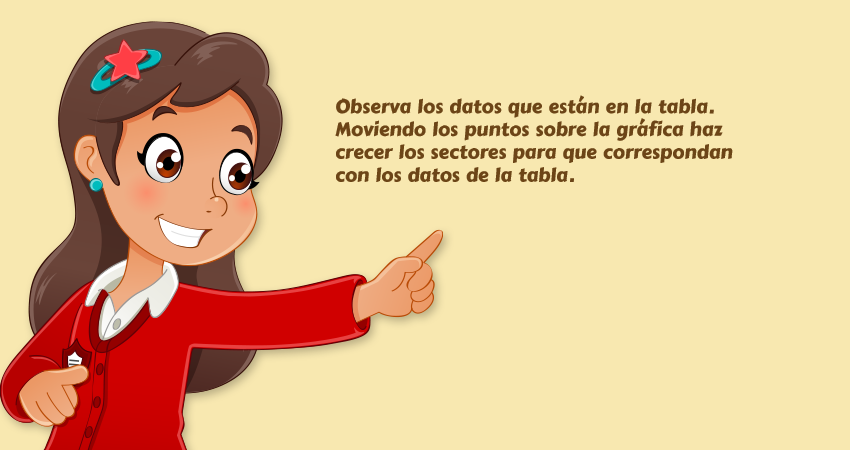 Observa los datos que están en la tabla.
Moviendo los puntos sobre la gráfica haz
crecer los sectores para que correspondan
con los datos de la tabla.